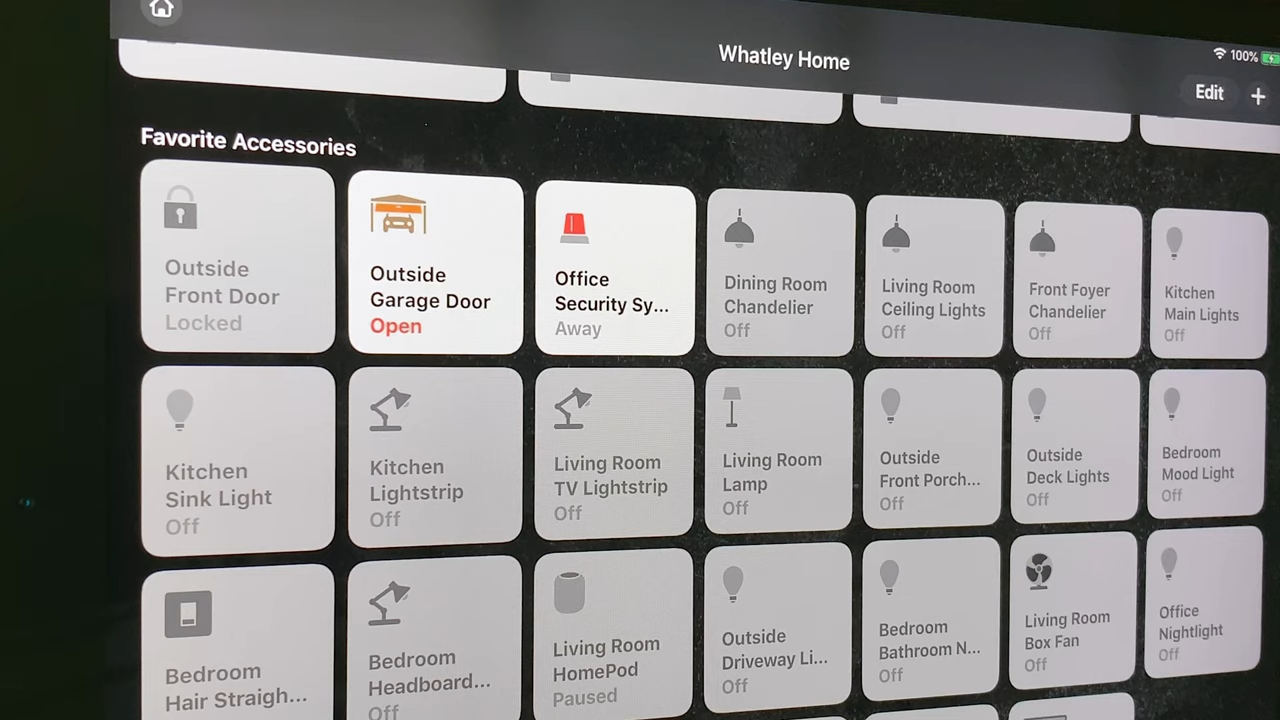 Whatley Home
100%
Edit
+
Favorite Accessories
Outside
Front Door
Locked
Outside
Garage Door
Open
Office
Security Sy...
Away
Dining Room
Chandelier
Off
Living Room
Ceiling Lights
Off
Front Foyer
Chandelier
Off
Kitchen
Main Lights
Off
Kitchen
Sink Light
Off
Kitchen
Lightstrip
Off
Living Room
TV Lightstrip
Off
Living Room
Lamp
Off
Outside
Front Porch...
Off
Outside
Deck Lights
Off
Bedroom
Mood Light
Off
Bedroom
Hair Straigh...
Bedroom
Headboard...
Off
Living Room
HomePod
Paused
Outside
Driveway Li...
Off
Bedroom
Bathroom N...
Off
Living Room
Box Fan
Off
Office
Nightlight
Off